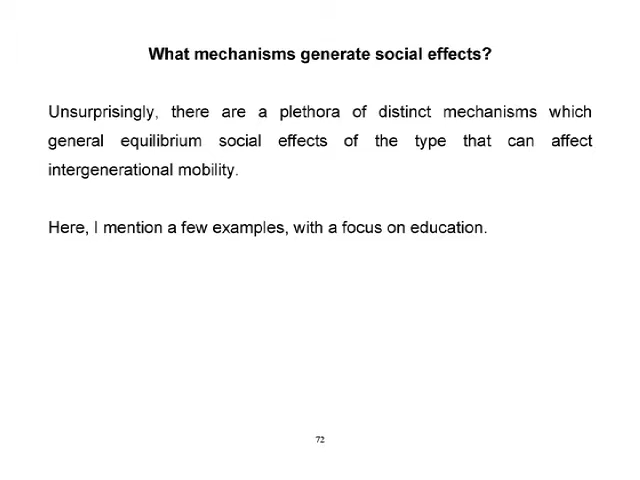 What mechanisms generate social effects?
Unsurprisingly, there are a plethora of distinct mechanisms which
general equilibrium social effects of the type that can affect
intergenerational mobility.
Here, I mention a few examples, with a focus on education.
72